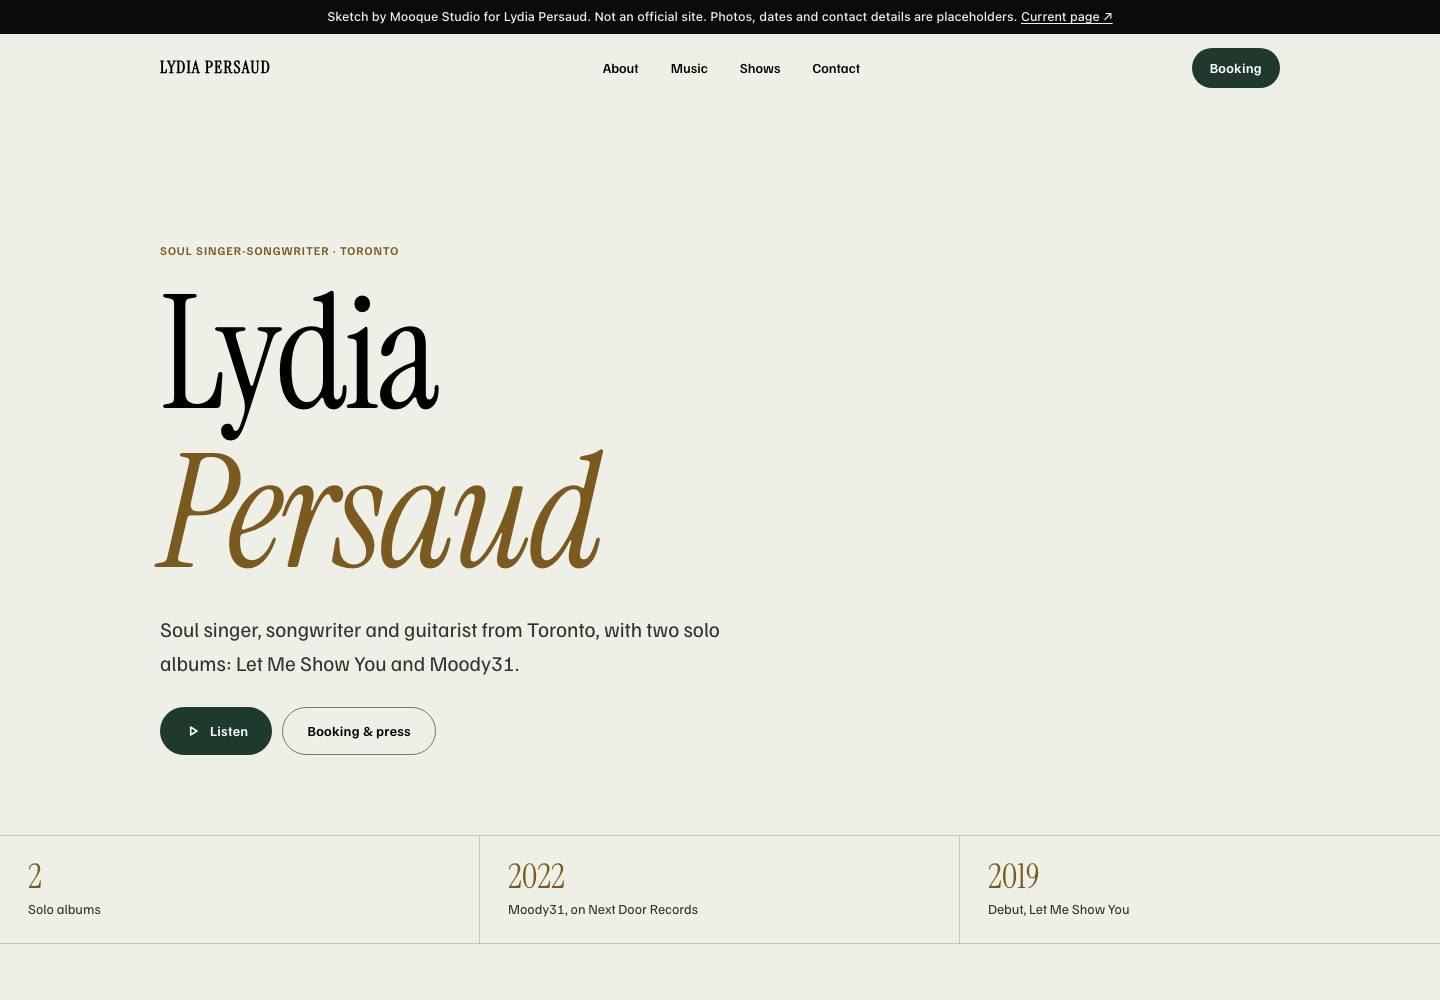 Sketch by Mooque Studio for Lydia Persaud. Not an official site. Photos, dates and contact details are placeholders. Current page ↗
LYDIA PERSAUD
About
Music
Shows
Contact
Booking
SOUL SINGER-SONGWRITER · TORONTO
Lydia
Persaud
Soul singer, songwriter and guitarist from Toronto, with two solo
albums: Let Me Show You and Moody31.
Listen
Booking & press
2
Solo albums
2022
Moody31, on Next Door Records
2019
Debut, Let Me Show You